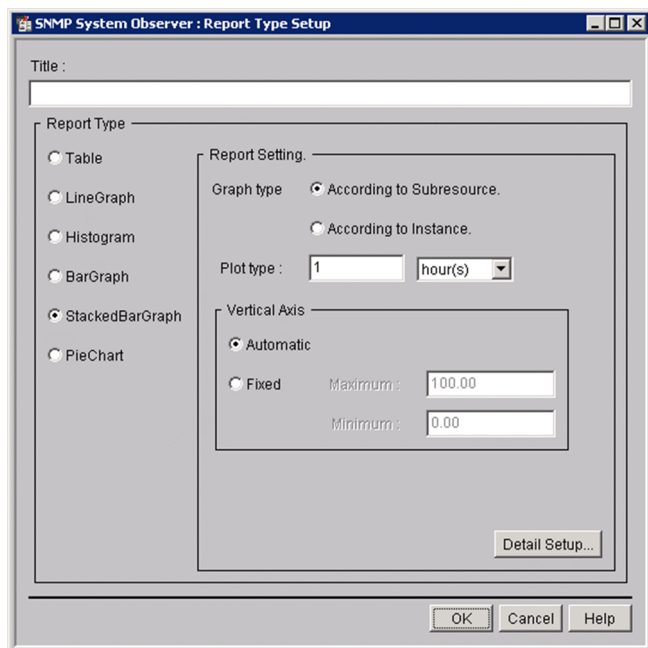 SNMP System Observer : Report Type Setup
Title :
Report Type
Table
LineGraph
Histogram
BarGraph
StackedBarGraph
PieChart
Report Setting.
Graph type According to Subresource.
According to Instance.
Plot type : 1 hour(s)
Vertical Axis
Automatic
Fixed Maximum : 100.00
Minimum : 0.00
Detail Setup...
OK Cancel Help